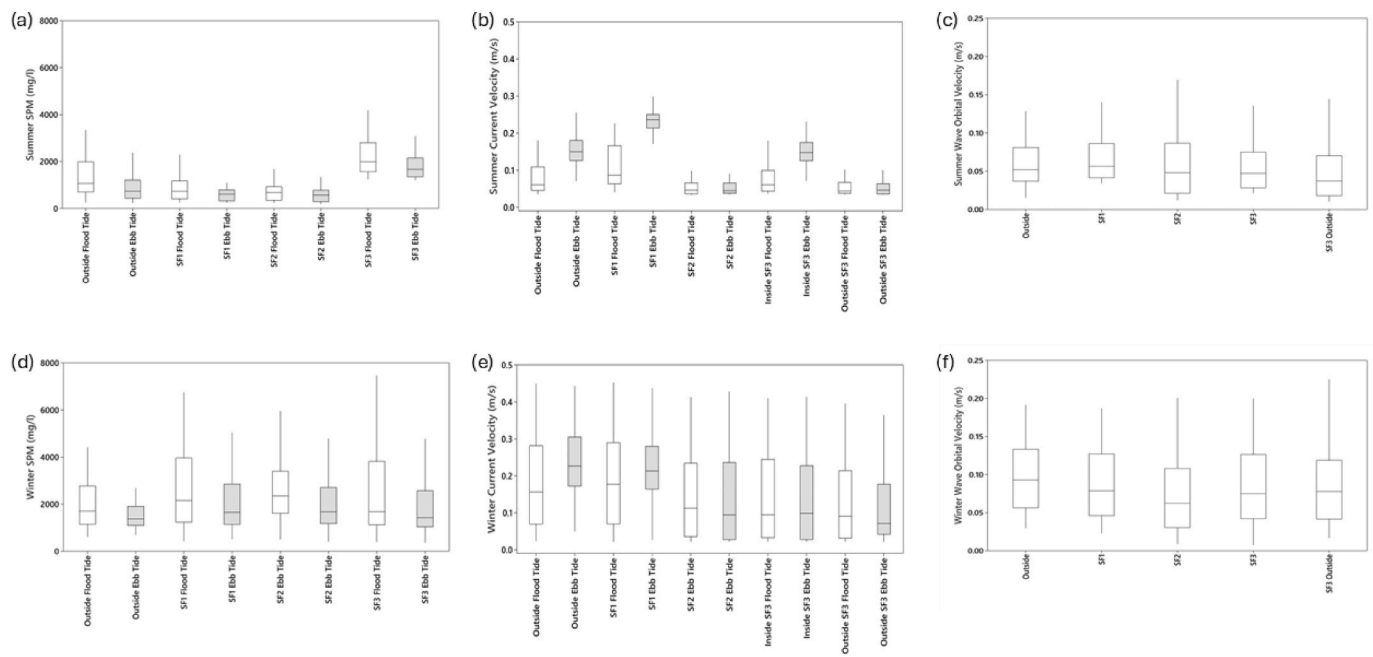 (a)
Summer SPM (mg/l)
8000
6000
4000
2000
0
Outside Flood Tide
Outside Ebb Tide
SF1 Flood Tide
SF1 Ebb Tide
SF2 Flood Tide
SF2 Ebb Tide
SF3 Flood Tide
SF3 Ebb Tide
(b)
Summer Current Velocity (m/s)
0.5
0.4
0.3
0.2
0.1
0.0
Outside Flood Tide
Outside Ebb Tide
SF1 Flood Tide
SF1 Ebb Tide
SF2 Flood Tide
SF2 Ebb Tide
Inside SF3 Flood Tide
Inside SF3 Ebb Tide
Outside SF3 Flood Tide
Outside SF3 Ebb Tide
(c)
Summer Wave Orbital Velocity (m/s)
0.25
0.20
0.15
0.10
0.05
0.00
Outside
SF1
SF2
SF3
SF3 Outside
(d)
Winter SPM (mg/l)
8000
6000
4000
2000
0
Outside Flood Tide
Outside Ebb Tide
SF1 Flood Tide
SF1 Ebb Tide
SF2 Ebb Tide
SF2 Ebb Tide
SF3 Flood Tide
SF3 Ebb Tide
(e)
Winter Current Velocity (m/s)
0.5
0.4
0.3
0.2
0.1
0.0
Outside Flood Tide
Outside Ebb Tide
SF1 Flood Tide
SF1 Ebb Tide
SF2 Ebb Tide
SF2 Ebb Tide
Inside SF3 Flood Tide
Inside SF3 Ebb Tide
Outside SF3 Flood Tide
Outside SF3 Ebb Tide
(f)
Winter Wave Orbital Velocity (m/s)
0.25
0.20
0.15
0.10
0.05
0.00
Outside
SF1
SF2
SF3
SF3 Outside